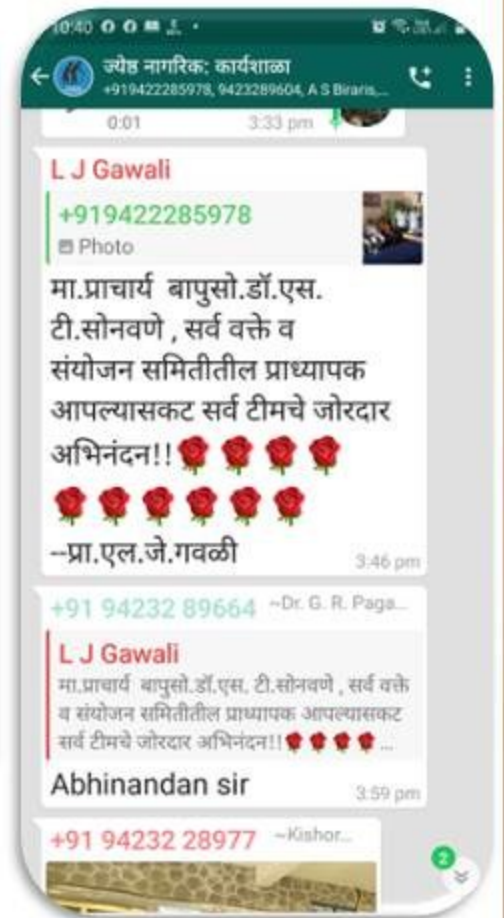 10:40
ज्येष्ठ नागरिक: कार्यशाळा
+919422285978, 9423289604, A S Biraris,...
0:01 3:33 pm
L J Gawali
+919422285978
Photo
मा.प्राचार्य बापुसो.डॉ.एस.
टी.सोनवणे , सर्व वक्ते व
संयोजन समितीतील प्राध्यापक
आपल्यासकट सर्व टीमचे जोरदार
अभिनंदन!!🌹🌹🌹🌹
🌹🌹🌹🌹🌹🌹
--प्रा.एल.जे.गवळी 3:46 pm
+91 94232 89664 ~Dr. G. R. Paga...
L J Gawali
मा.प्राचार्य बापुसो.डॉ.एस. टी.सोनवणे , सर्व वक्ते
व संयोजन समितीतील प्राध्यापक आपल्यासकट
सर्व टीमचे जोरदार अभिनंदन!!🌹🌹🌹🌹...
Abhinandan sir 3:59 pm
+91 94232 28977 ~Kishor...
2